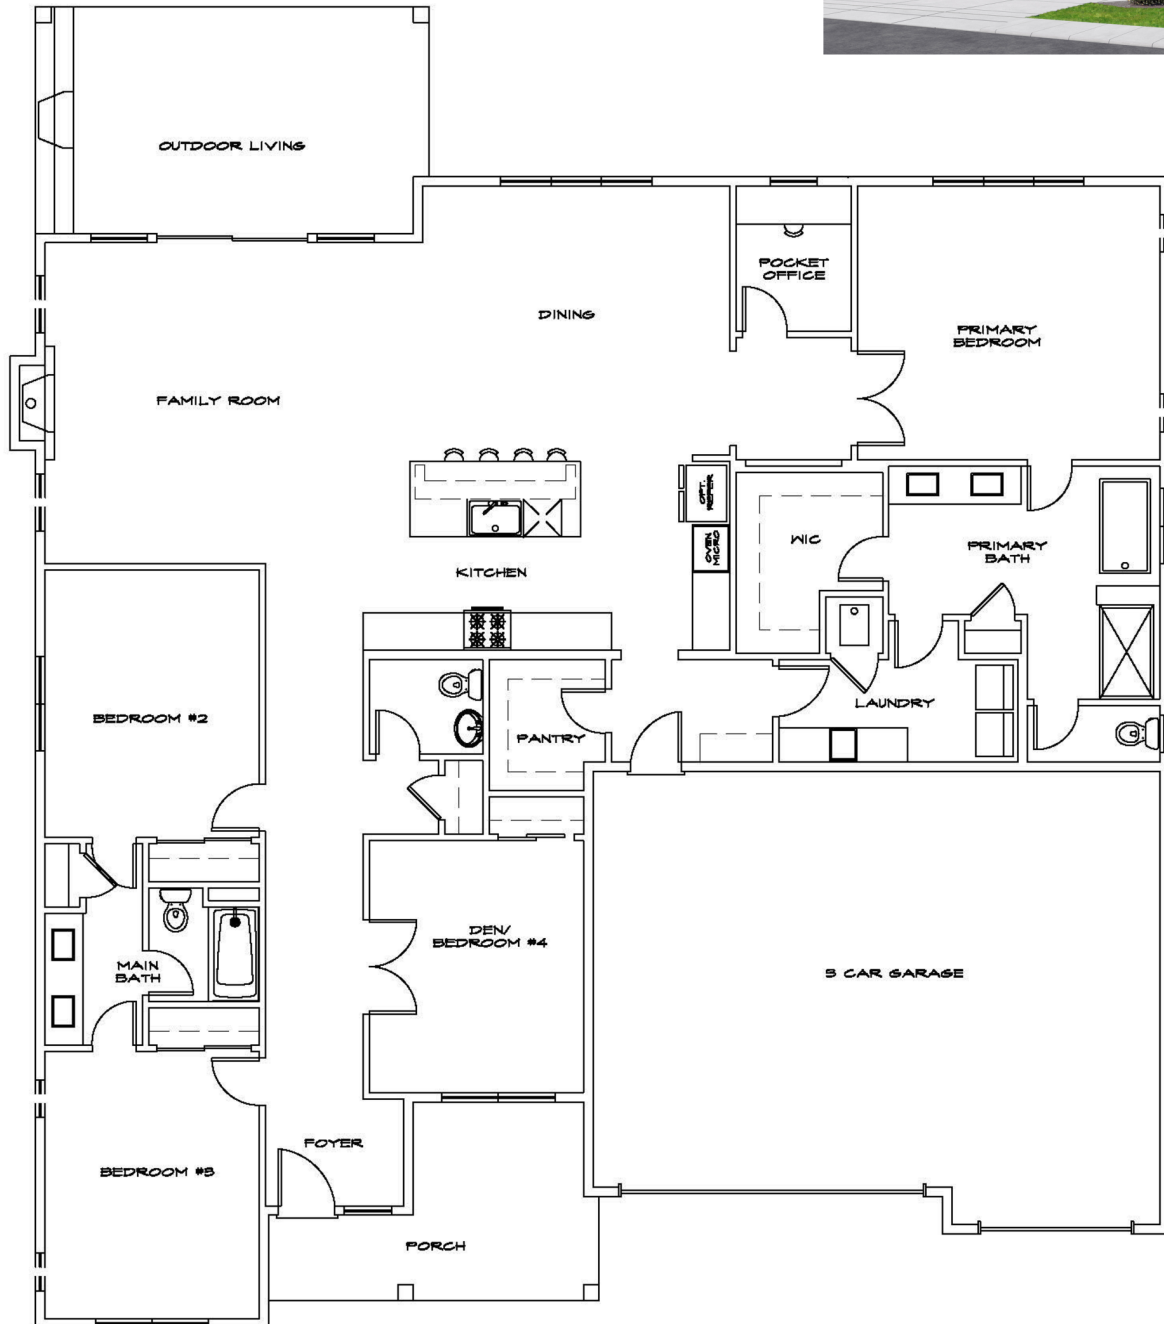 OUTDOOR LIVING
POCKET
OFFICE
DINING
PRIMARY
BEDROOM
FAMILY ROOM
OPT.
REFER
OVEN
MICRO
WIC
PRIMARY
BATH
KITCHEN
BEDROOM #2
LAUNDRY
PANTRY
DEN/
BEDROOM #4
MAIN
BATH
3 CAR GARAGE
FOYER
BEDROOM #3
PORCH